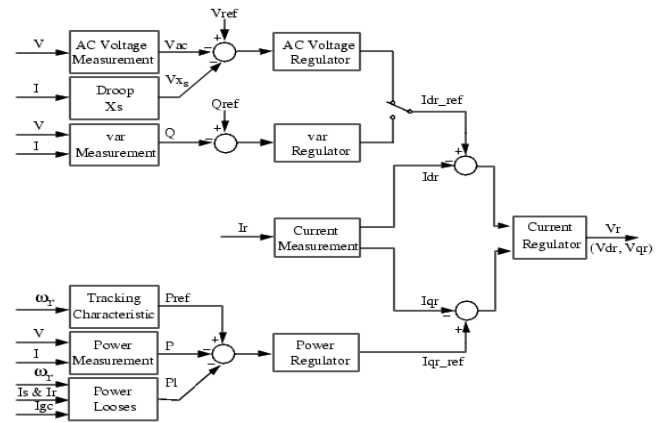 Vref
V
AC Voltage
Measurement
Vac
+
−
−
AC Voltage
Regulator
I
Droop
Xs
Vxs
Qref
Idr_ref
V
I
var
Measurement
Q
+
−
var
Regulator
+
−
Idr
Ir
Current
Measurement
Current
Regulator
Vr
(Vdr, Vqr)
ωr
Tracking
Characteristic
Pref
Iqr
−
+
V
I
Power
Measurement
P
+
−
−
Power
Regulator
Iqr_ref
ωr
Is & Ir
Igc
Power
Looses
Pl